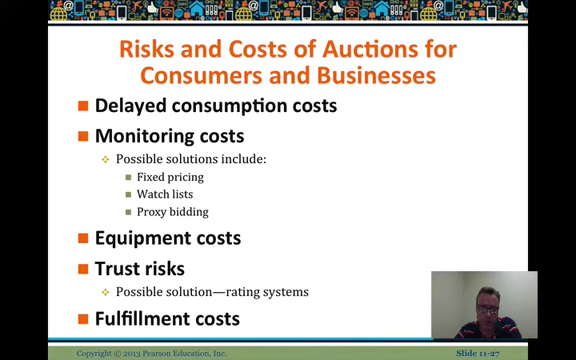 Risks and Costs of Auctions for
Consumers and Businesses
Delayed consumption costs
Monitoring costs
Possible solutions include:
Fixed pricing
Watch lists
Proxy bidding
Equipment costs
Trust risks
Possible solution—rating systems
Fulfillment costs
Copyright © 2013 Pearson Education, Inc.
Slide 11-27